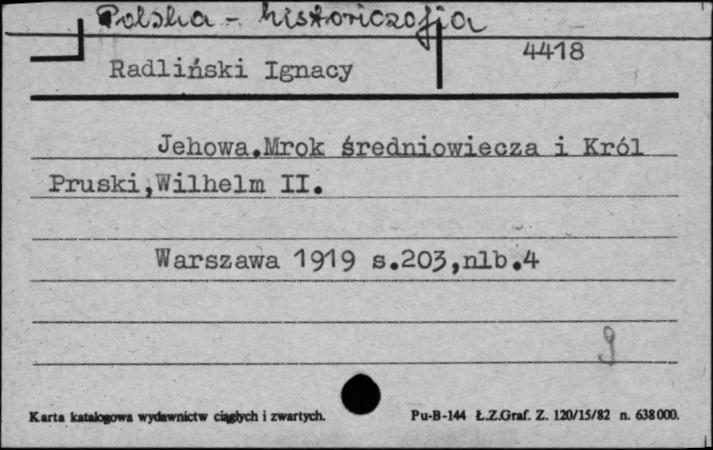 Polska - historiozofia
4418
Radliński Ignacy
Jehowa.Mrok średniowiecza i Król
Pruski,Wilhelm II.
Warszawa 1919 s.203,nlb.4
9
Karta katalogowa wydawnictw ciągłych i zwartych.
Pu-B-144 Ł.Z.Graf. Z. 120/15/82 n. 638000.